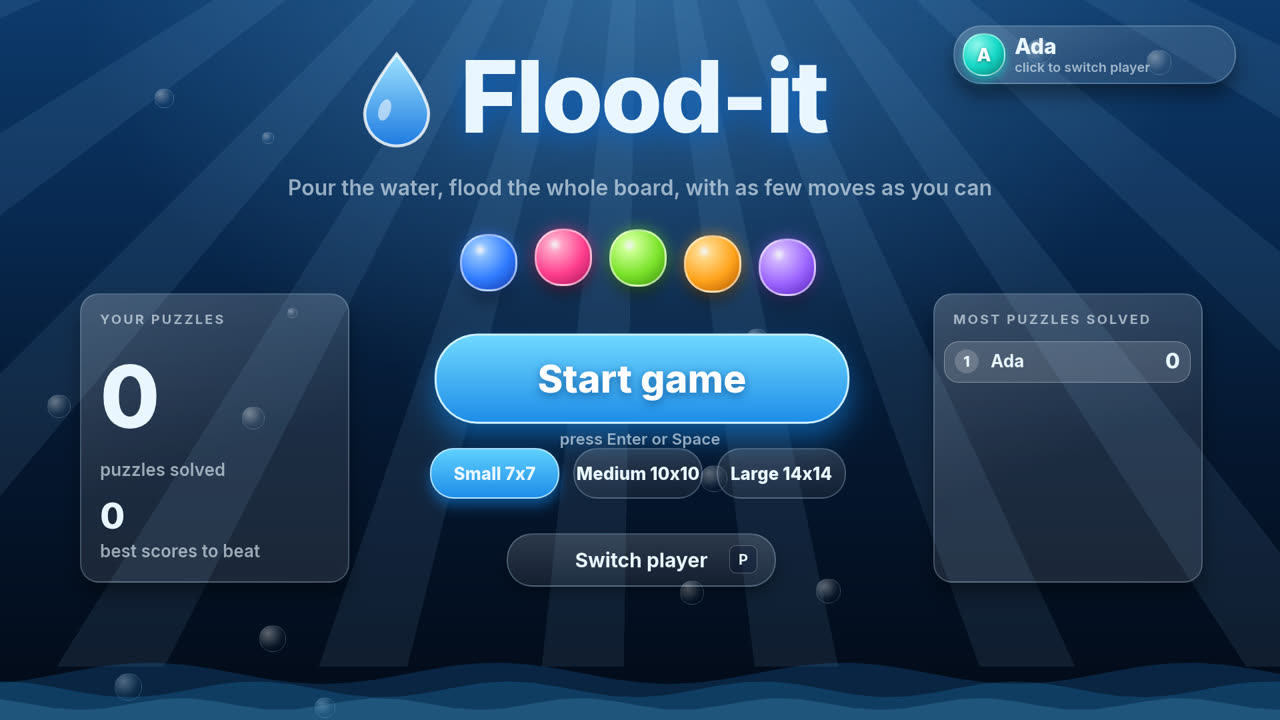 Flood-it
A
Ada
click to switch player
Pour the water, flood the whole board, with as few moves as you can
YOUR PUZZLES
0
puzzles solved
0
best scores to beat
Start game
press Enter or Space
Small 7x7
Medium 10x10
Large 14x14
Switch player
P
MOST PUZZLES SOLVED
1 Ada 0